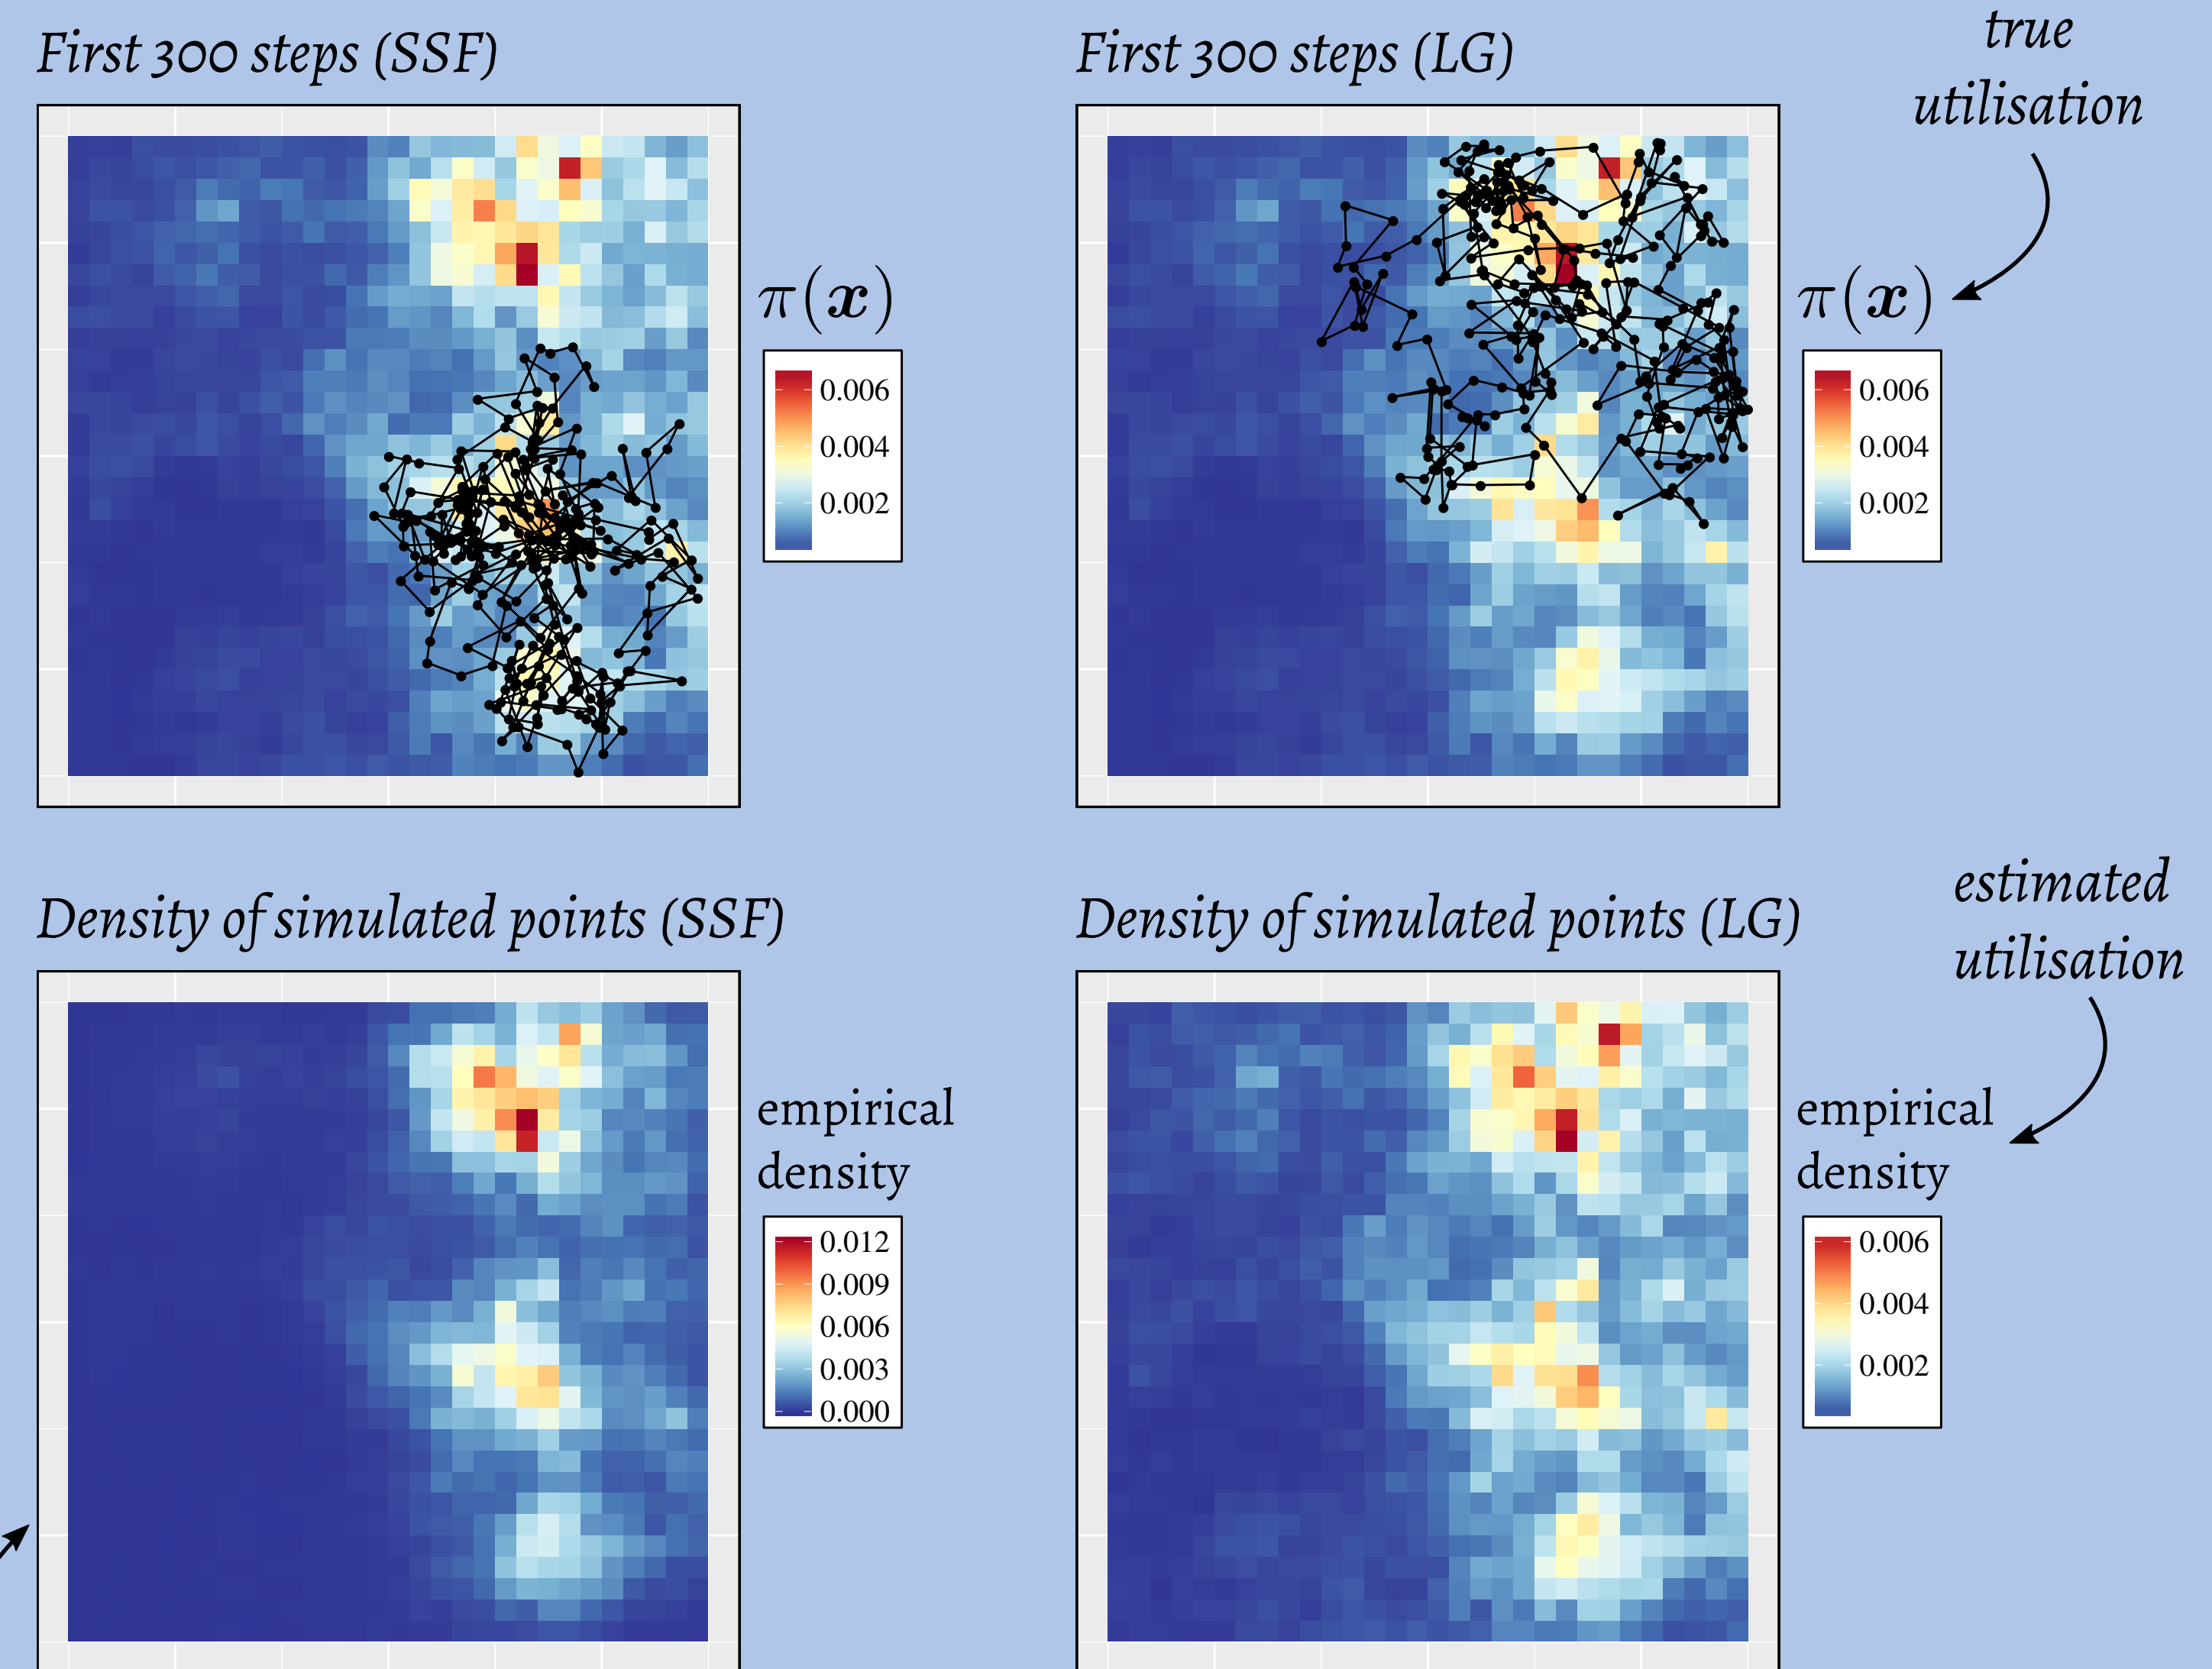 First 300 steps (SSF)
π(x)
0.006
0.004
0.002
First 300 steps (LG)
true
utilisation
π(x)
0.006
0.004
0.002
Density of simulated points (SSF)
empirical
density
0.012
0.009
0.006
0.003
0.000
Density of simulated points (LG)
estimated
utilisation
empirical
density
0.006
0.004
0.002